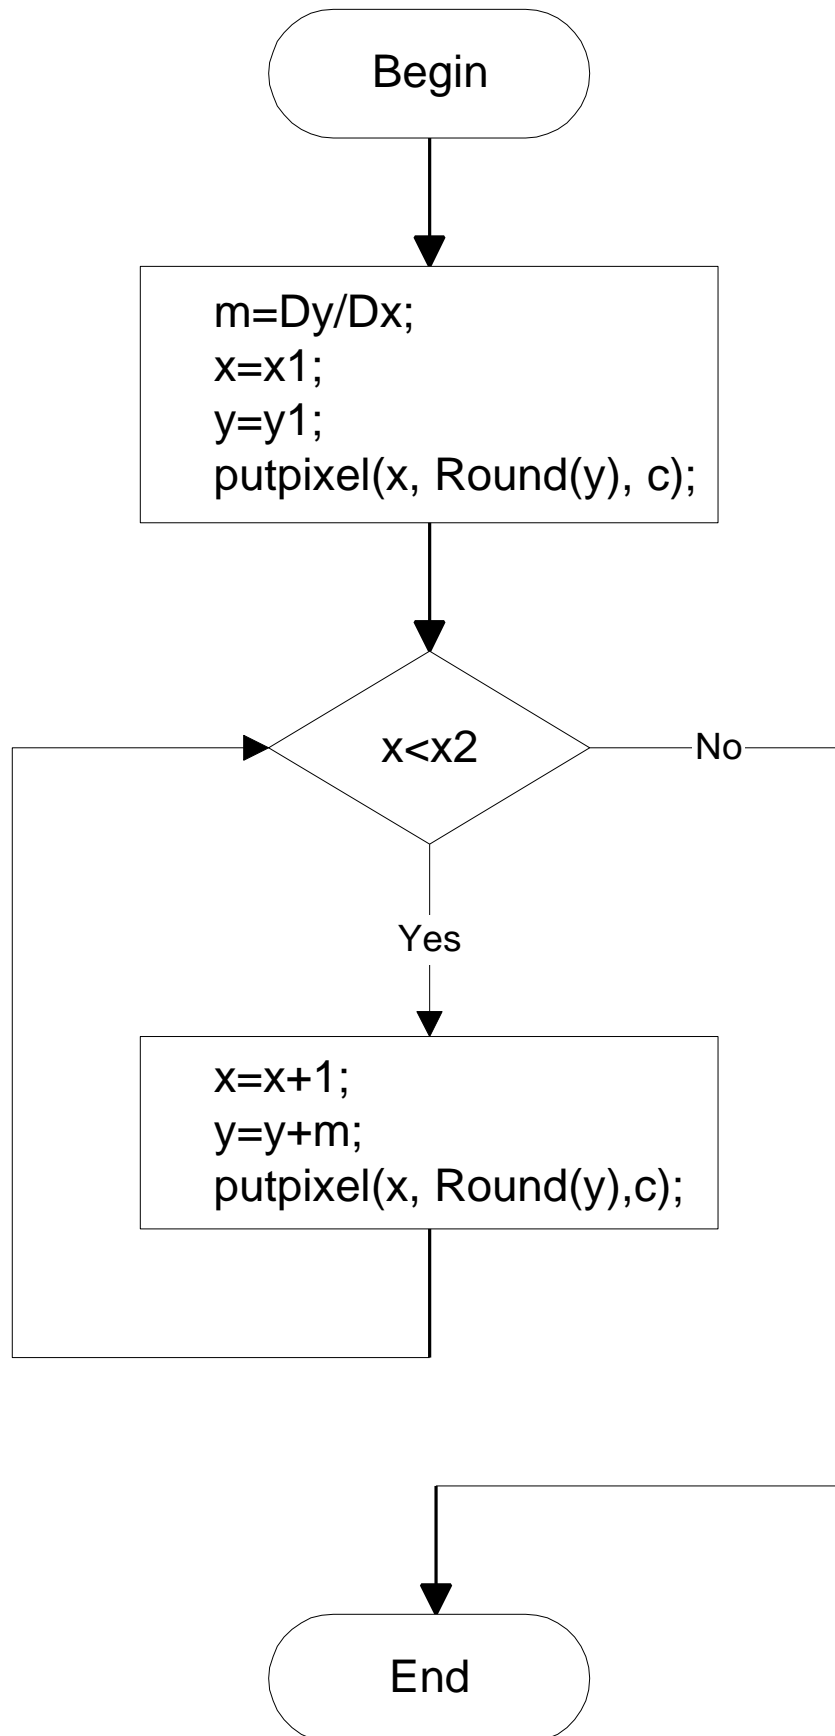 Begin
m=Dy/Dx;
x=x1;
y=y1;
putpixel(x, Round(y), c);
x<x2
No
Yes
x=x+1;
y=y+m;
putpixel(x, Round(y),c);
End